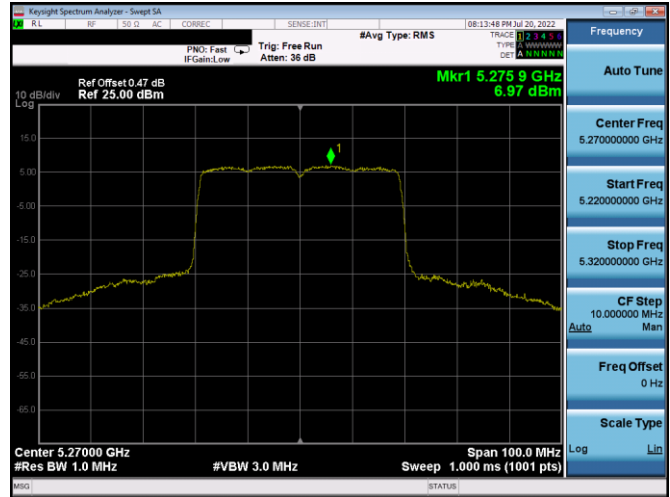 Keysight Spectrum Analyzer - Swept SA
LXI RL RF 50 Ω AC CORREC SENSE:INT 08:13:48 PM Jul 20, 2022
#Avg Type: RMS TRACE 1 2 3 4 5 6
PNO: Fast Trig: Free Run TYPE A WWWWW
IFGain:Low Atten: 36 dB DET A N N N N N
Mkr1 5.275 9 GHz
6.97 dBm
Ref Offset 0.47 dB
10 dB/div Ref 25.00 dBm
Log
1
15.0
5.00
-5.00
-15.0
-25.0
-35.0
-45.0
-55.0
-65.0
Center 5.27000 GHz Span 100.0 MHz
#Res BW 1.0 MHz #VBW 3.0 MHz Sweep 1.000 ms (1001 pts)
MSG STATUS
Frequency
Auto Tune
Center Freq
5.270000000 GHz
Start Freq
5.220000000 GHz
Stop Freq
5.320000000 GHz
CF Step
10.000000 MHz
Auto Man
Freq Offset
0 Hz
Scale Type
Log Lin